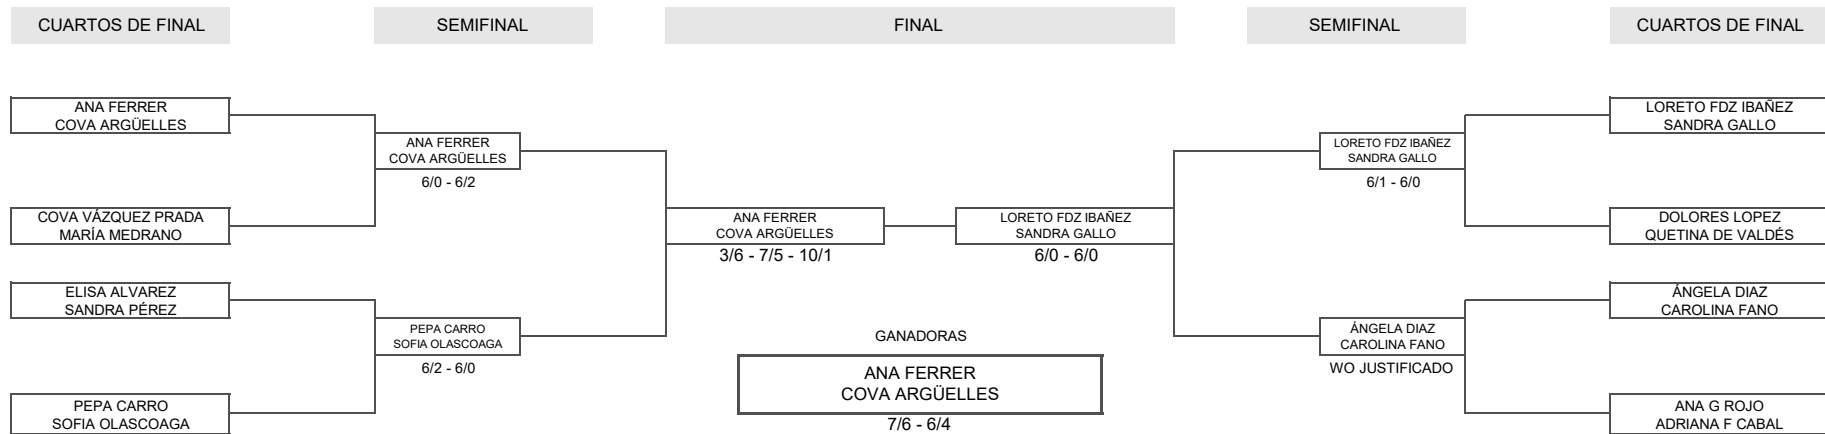 CUARTOS DE FINAL
SEMIFINAL
FINAL
SEMIFINAL
CUARTOS DE FINAL
ANA FERRER
COVA ARGÜELLES
COVA VÁZQUEZ PRADA
MARÍA MEDRANO
ELISA ALVAREZ
SANDRA PÉREZ
PEPA CARRO
SOFIA OLASCOAGA
ANA FERRER
COVA ARGÜELLES
6/0 - 6/2
PEPA CARRO
SOFIA OLASCOAGA
6/2 - 6/0
ANA FERRER
COVA ARGÜELLES
3/6 - 7/5 - 10/1
LORETO FDZ IBAÑEZ
SANDRA GALLO
6/0 - 6/0
GANADORAS
ANA FERRER
COVA ARGÜELLES
7/6 - 6/4
LORETO FDZ IBAÑEZ
SANDRA GALLO
6/1 - 6/0
ÁNGELA DIAZ
CAROLINA FANO
WO JUSTIFICADO
LORETO FDZ IBAÑEZ
SANDRA GALLO
DOLORES LOPEZ
QUETINA DE VALDÉS
ÁNGELA DIAZ
CAROLINA FANO
ANA G ROJO
ADRIANA F CABAL